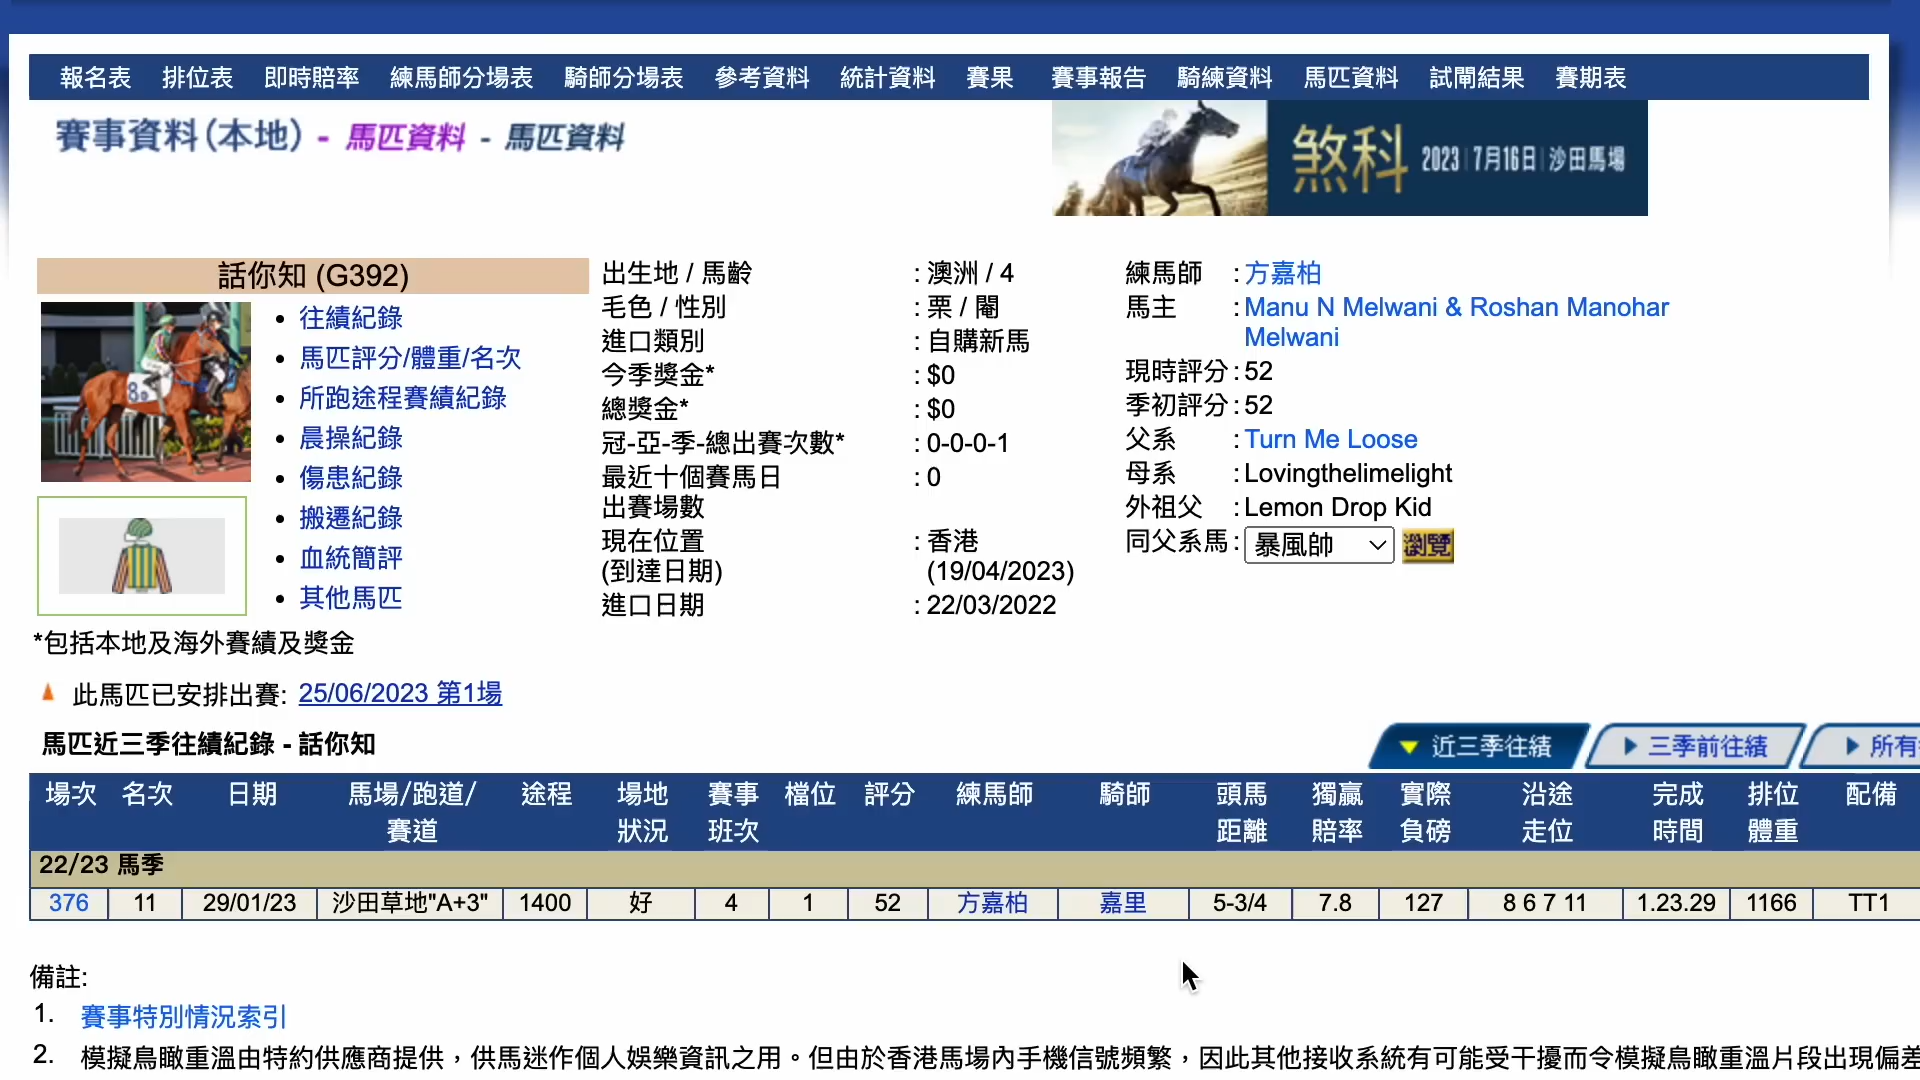 報名表 排位表 即時賠率 練馬師分場表 騎師分場表 參考資料 統計資料 賽果 賽事報告 騎練資料 馬匹資料 試閘結果 賽期表
賽事資料(本地) - 馬匹資料 - 馬匹資料
煞科 2023 7月16日 沙田馬場
話你知 (G392)
往績紀錄
馬匹評分/體重/名次
所跑途程賽績紀錄
晨操紀錄
傷患紀錄
搬遷紀錄
血統簡評
其他馬匹
8
出生地 / 馬齡 : 澳洲 / 4
毛色 / 性別 : 栗 / 閹
進口類別 : 自購新馬
今季獎金* : $0
總獎金* : $0
冠-亞-季-總出賽次數* : 0-0-0-1
最近十個賽馬日 : 0
出賽場數
現在位置 : 香港
(到達日期) (19/04/2023)
進口日期 : 22/03/2022
練馬師 : 方嘉柏
馬主 : Manu N Melwani & Roshan Manohar
Melwani
現時評分 : 52
季初評分 : 52
父系 : Turn Me Loose
母系 : Lovingthelimelight
外祖父 : Lemon Drop Kid
同父系馬 : 暴風帥 瀏覽
*包括本地及海外賽績及獎金
此馬匹已安排出賽: 25/06/2023 第1場
馬匹近三季往績紀錄 - 話你知
近三季往績 三季前往績 所有
場次 名次 日期 馬場/跑道/ 途程 場地 賽事 檔位 評分 練馬師 騎師 頭馬 獨贏 實際 沿途 完成 排位 配備
賽道 狀況 班次 距離 賠率 負磅 走位 時間 體重
22/23 馬季
376 11 29/01/23 沙田草地"A+3" 1400 好 4 1 52 方嘉柏 嘉里 5-3/4 7.8 127 8 6 7 11 1.23.29 1166 TT1
備註:
1. 賽事特別情況索引
2. 模擬鳥瞰重溫由特約供應商提供，供馬迷作個人娛樂資訊之用。但由於香港馬場內手機信號頻繁，因此其他接收系統有可能受干擾而令模擬鳥瞰重溫片段出現偏差